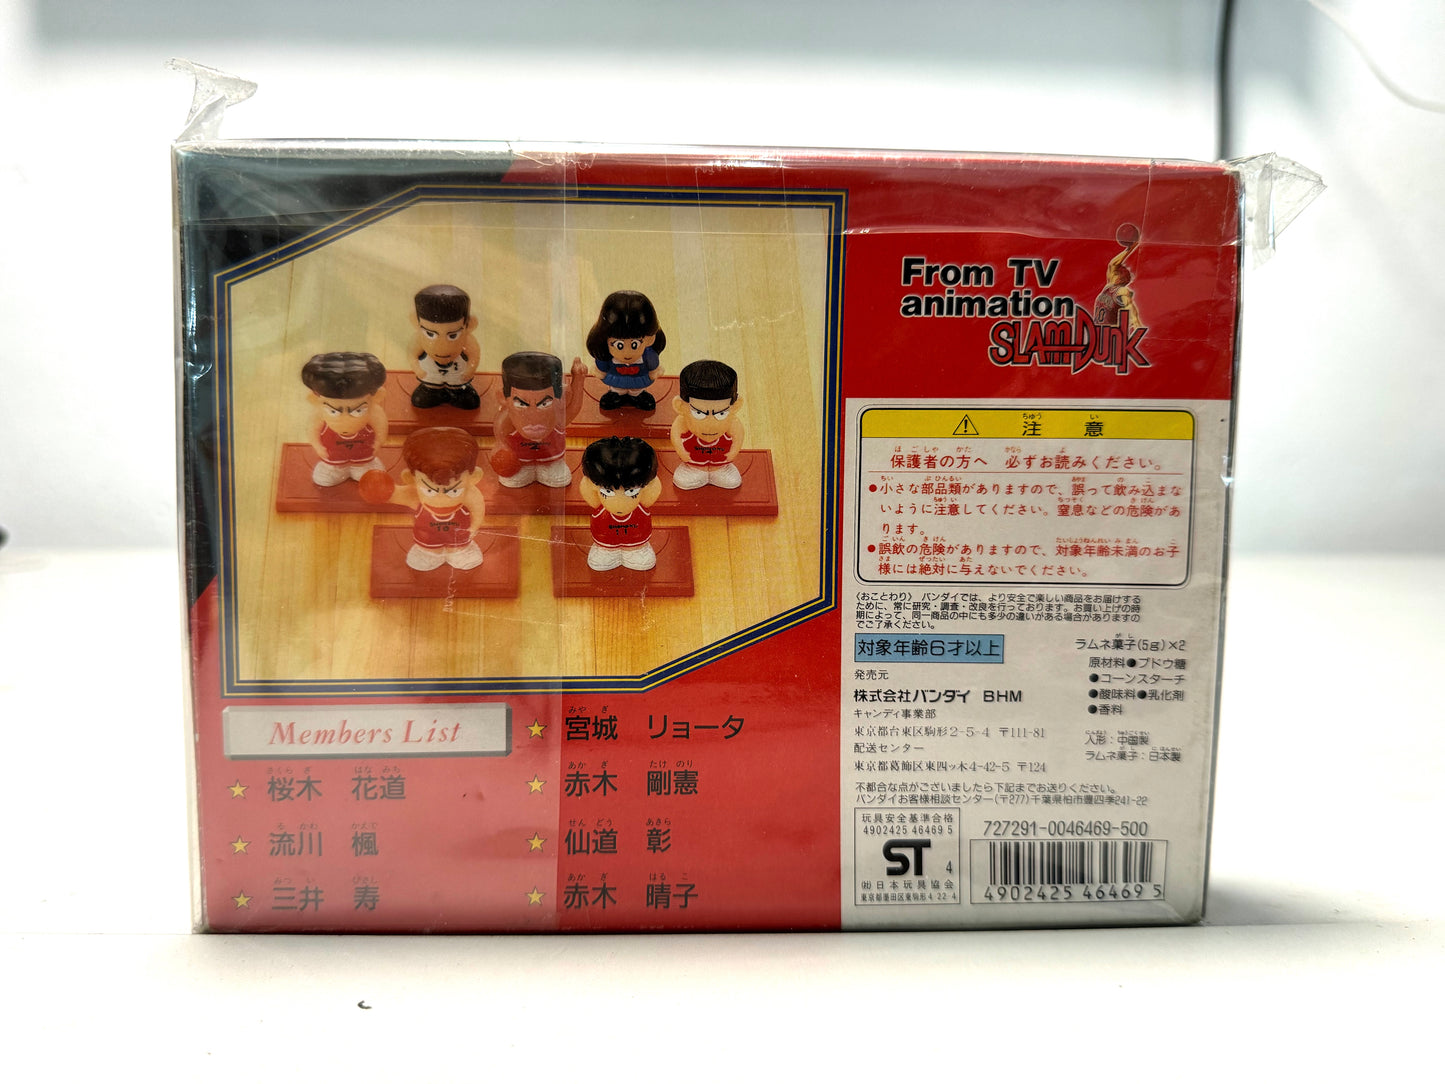 From TV
animation
SLAM DUNK
注 意
保護者の方へ 必ずお読みください。
●小さな部品類がありますので、誤って飲み込まな
いように注意してください。窒息などの危険があ
ります。
●誤飲の危険がありますので、対象年齢未満のお子
様には絶対に与えないでください。
〈おことわり〉 バンダイでは、より安全で楽しい商品をお届けする
ために、常に研究・調査・改良を行っております。お買い上げの時
期によって、同一商品の中にも多少の違いがある場合がありますの
でご了承ください。
対象年齢6才以上
発売元
株式会社バンダイ BHM
キャンディ事業部
東京都台東区駒形2-5-4 〒111-81
配送センター
東京都葛飾区東四ッ木4-42-5 〒124
ラムネ菓子(5g)×2
原材料●ブドウ糖
●コーンスターチ
●酸味料●乳化剤
●香料
人形:中国製
ラムネ菓子:日本製
不都合な点がございましたら下記までお送りください。
バンダイお客様相談センター(〒277)千葉県柏市豊四季241-22
玩具安全基準合格
4902425 464695
ST 4
㈳日本玩具協会
東京都墨田区東駒形4-22-4
727291-0046469-500
4 902425 464695
Members List
★ 桜木 花道
★ 流川 楓
★ 三井 寿
★ 宮城 リョータ
★ 赤木 剛憲
★ 仙道 彰
★ 赤木 晴子